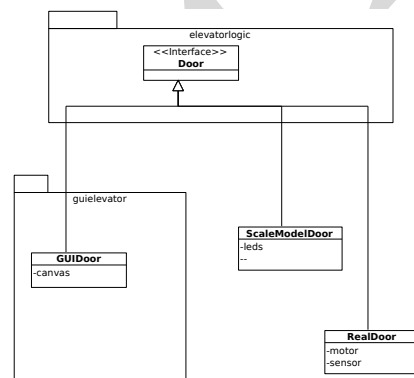 elevatorlogic
<<Interface>>
Door
guielevator
GUIDoor
-canvas
ScaleModelDoor
-leds
--
RealDoor
-motor
-sensor